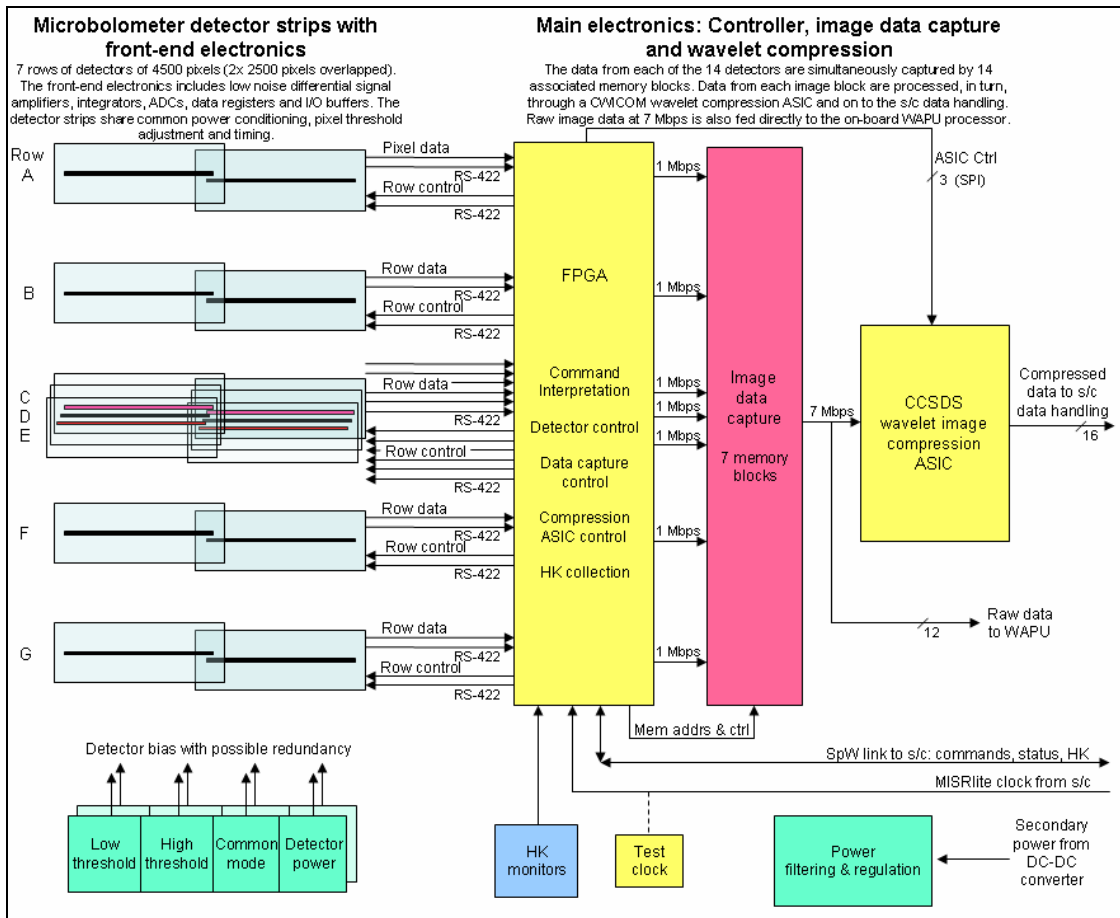 Microbolometer detector strips with
front-end electronics
7 rows of detectors of 4500 pixels (2x 2500 pixels overlapped).
The front-end electronics includes low noise differential signal
amplifiers, integrators, ADCs, data registers and I/O buffers. The
detector strips share common power conditioning, pixel threshold
adjustment and timing.
Main electronics: Controller, image data capture
and wavelet compression
The data from each of the 14 detectors are simultaneously captured by 14
associated memory blocks. Data from each image block are processed, in turn,
through a CWICOM wavelet compression ASIC and on to the s/c data handling.
Raw image data at 7 Mbps is also fed directly to the on-board WAPU processor.
Row
A
Pixel data
RS-422
Row control
RS-422
B
Row data
RS-422
Row control
RS-422
C
D
E
Row data
RS-422
Row control
RS-422
F
Row data
RS-422
Row control
RS-422
G
Row data
RS-422
Row control
RS-422
FPGA
Command
Interpretation
Detector control
Data capture
control
Compression
ASIC control
HK collection
1 Mbps
1 Mbps
1 Mbps
1 Mbps
1 Mbps
1 Mbps
1 Mbps
Image
data
capture
7 memory
blocks
ASIC Ctrl
3 (SPI)
7 Mbps
CCSDS
wavelet image
compression
ASIC
Compressed
data to s/c
data handling
16
12
Raw data
to WAPU
Mem addrs & ctrl
SpW link to s/c: commands, status, HK
MISRlite clock from s/c
Detector bias with possible redundancy
Low
threshold
High
threshold
Common
mode
Detector
power
HK
monitors
Test
clock
Power
filtering & regulation
Secondary
power from
DC-DC
converter